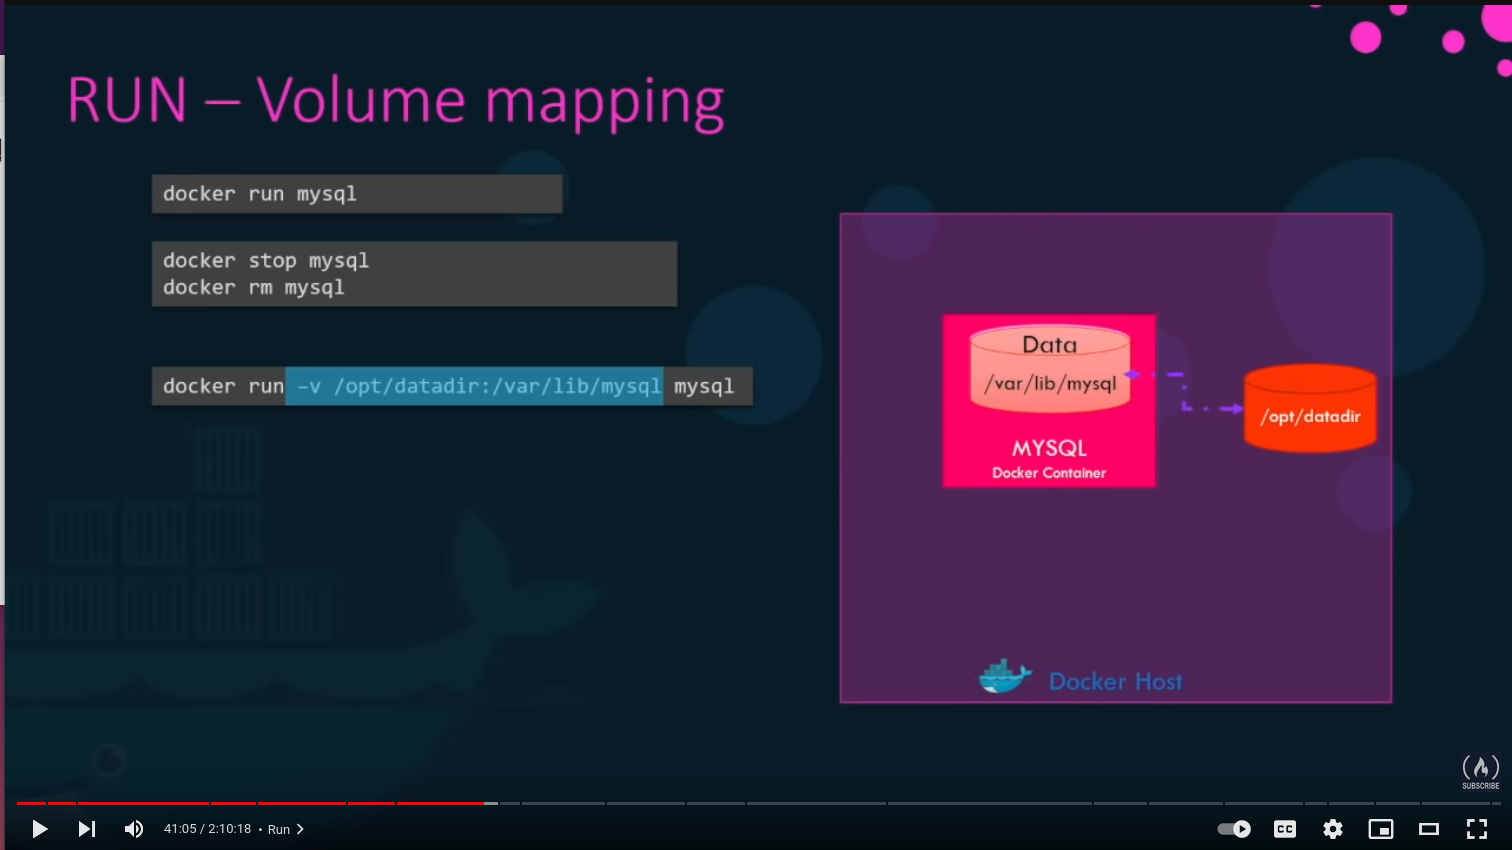 RUN – Volume mapping
docker run mysql
docker stop mysql
docker rm mysql
docker run –v /opt/datadir:/var/lib/mysql mysql
Data
/var/lib/mysql
MYSQL
Docker Container
/opt/datadir
Docker Host
SUBSCRIBE
41:05 / 2:10:18 • Run
CC